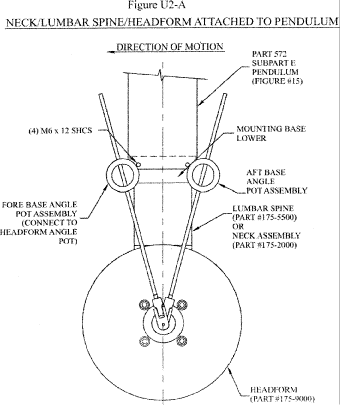 Figure U2-A
NECK/LUMBAR SPINE/HEADFORM ATTACHED TO PENDULUM
DIRECTION OF MOTION
PART 572
SUBPART E
PENDULUM
(FIGURE #15)
(4) M6 x 12 SHCS
MOUNTING BASE
LOWER
AFT BASE
ANGLE
POT ASSEMBLY
FORE BASE ANGLE
POT ASSEMBLY
(CONNECT TO
HEADFORM ANGLE
POT)
LUMBAR SPINE
(PART #175-5500)
OR
NECK ASSEMBLY
(PART #175-2000)
HEADFORM
(PART #175-9000)